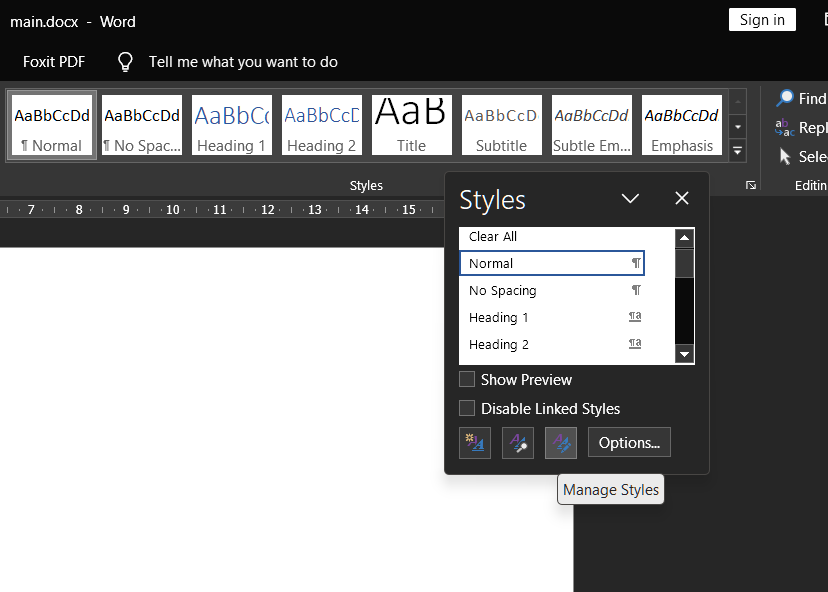 main.docx - Word
Sign in
Foxit PDF
Tell me what you want to do
AaBbCcDd AaBbCcDd AaBbC AaBbCcD AaB AaBbCcD AaBbCcDd AaBbCcDd
¶ Normal ¶ No Spac... Heading 1 Heading 2 Title Subtitle Subtle Em... Emphasis
Find
Repl
Sele
Styles
Editin
7 8 9 10 11 12 13 14 15
Styles
Clear All
Normal ¶
No Spacing ¶
Heading 1 ¶a
Heading 2 ¶a
Show Preview
Disable Linked Styles
Options...
Manage Styles